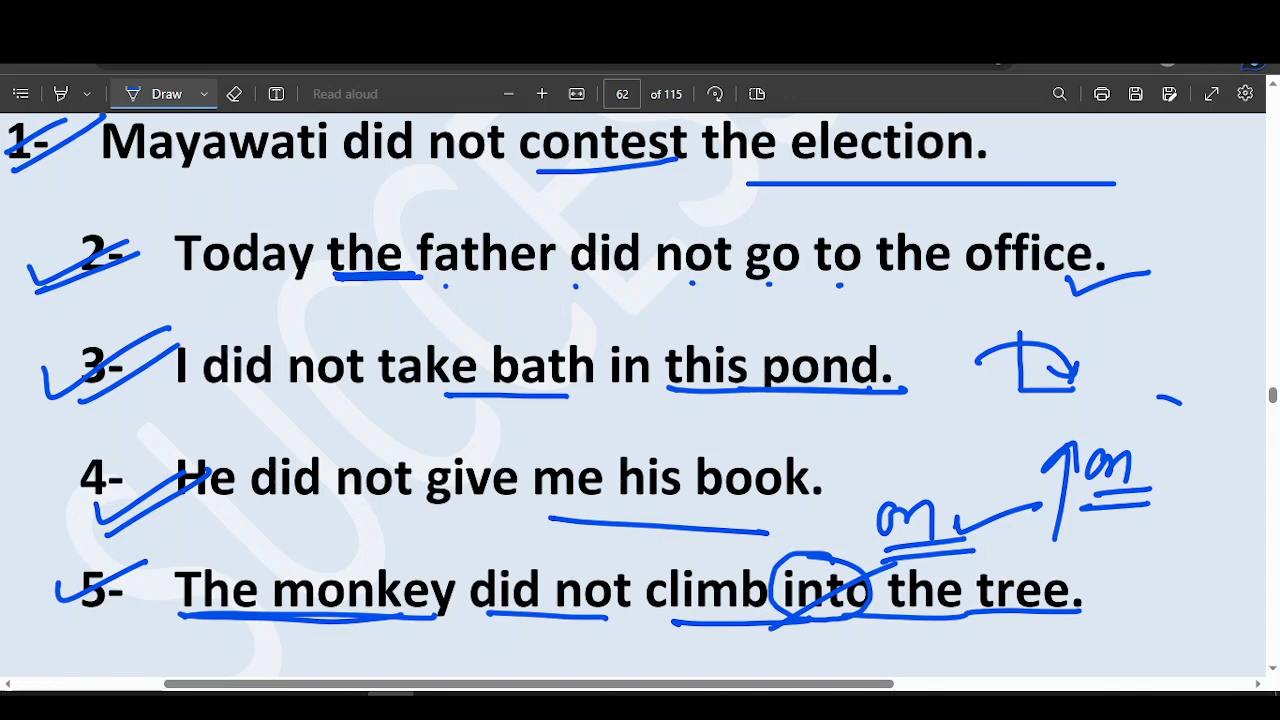 Draw
Read aloud
62 of 115
1- Mayawati did not contest the election.
2- Today the father did not go to the office.
3- I did not take bath in this pond.
4- He did not give me his book.
on
on
5- The monkey did not climb into the tree.
SUCCES